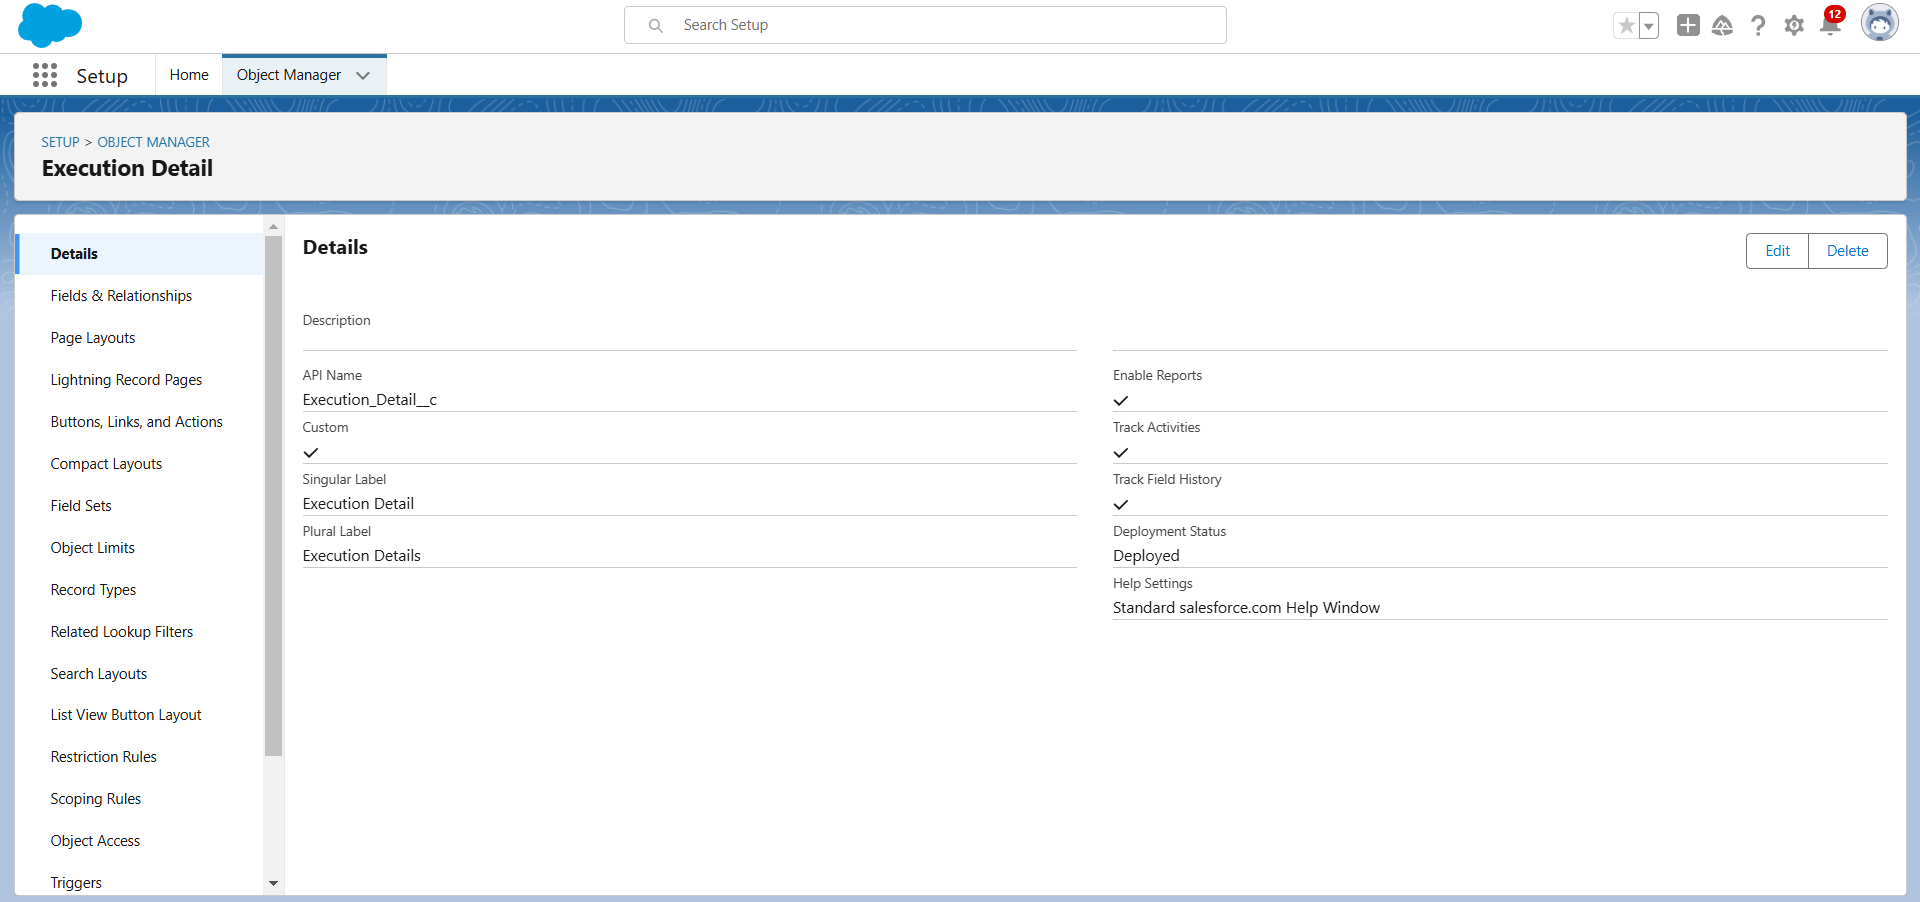 Search Setup
12
Setup
Home
Object Manager
SETUP > OBJECT MANAGER
Execution Detail
Details
Fields & Relationships
Page Layouts
Lightning Record Pages
Buttons, Links, and Actions
Compact Layouts
Field Sets
Object Limits
Record Types
Related Lookup Filters
Search Layouts
List View Button Layout
Restriction Rules
Scoping Rules
Object Access
Triggers
Details
Edit
Delete
Description
API Name
Execution_Detail__c
Custom
Singular Label
Execution Detail
Plural Label
Execution Details
Enable Reports
Track Activities
Track Field History
Deployment Status
Deployed
Help Settings
Standard salesforce.com Help Window